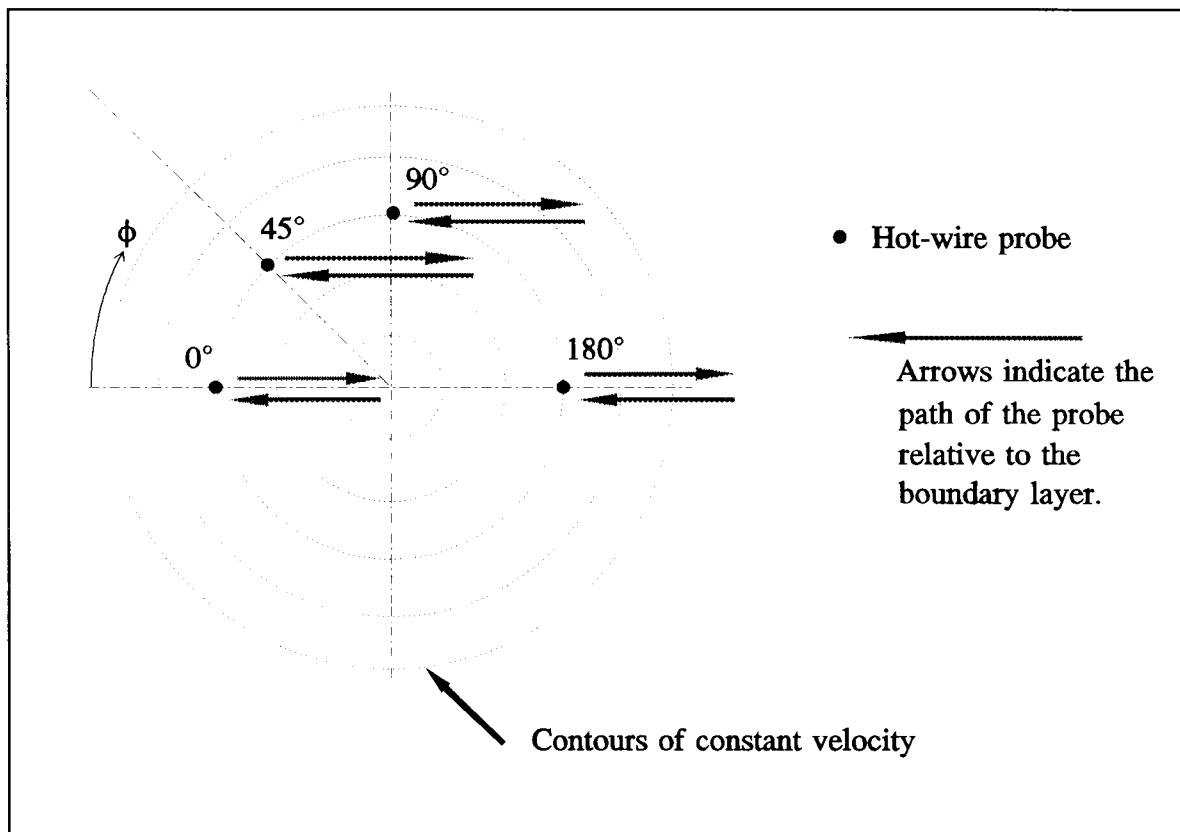 90°
45°
ϕ
Hot-wire probe
0°
180°
Arrows indicate the
path of the probe
relative to the
boundary layer.
Contours of constant velocity